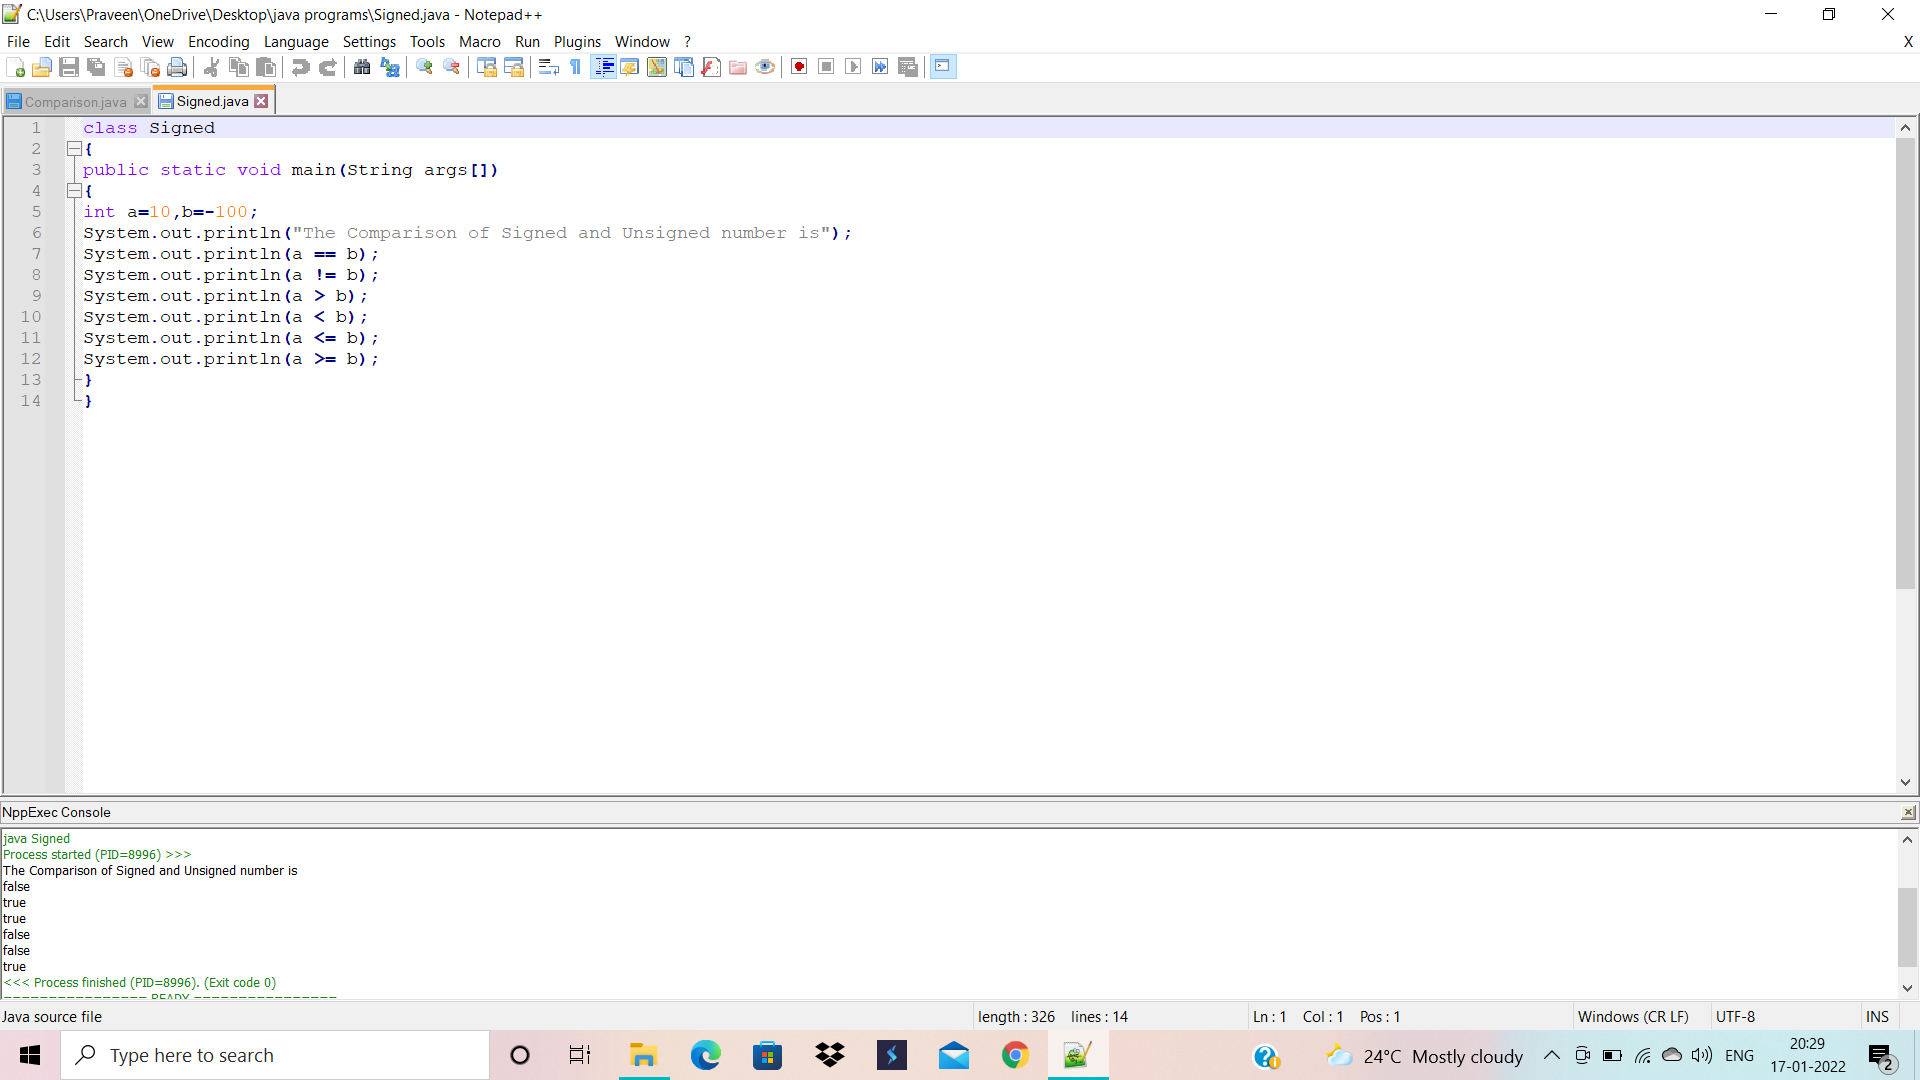 C:\Users\Praveen\OneDrive\Desktop\java programs\Signed.java - Notepad++
File Edit Search View Encoding Language Settings Tools Macro Run Plugins Window ? X
Comparison.java Signed.java
1 class Signed
2 {
3 public static void main(String args[])
4 {
5 int a=10,b=-100;
6 System.out.println("The Comparison of Signed and Unsigned number is");
7 System.out.println(a == b);
8 System.out.println(a != b);
9 System.out.println(a > b);
10 System.out.println(a < b);
11 System.out.println(a <= b);
12 System.out.println(a >= b);
13 }
14 }
NppExec Console
java Signed
Process started (PID=8996) >>>
The Comparison of Signed and Unsigned number is
false
true
true
false
false
true
<<< Process finished (PID=8996). (Exit code 0)
================ READY ================
Java source file length : 326 lines : 14 Ln : 1 Col : 1 Pos : 1 Windows (CR LF) UTF-8 INS
Type here to search 24°C Mostly cloudy ENG 20:29
17-01-2022 2